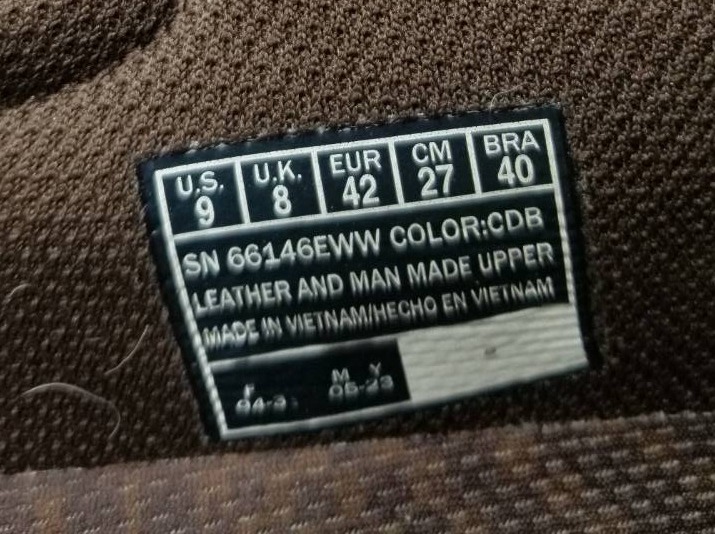 U.S. U.K. EUR CM BRA
9 8 42 27 40
SN 66146EWW COLOR:CDB
LEATHER AND MAN MADE UPPER
MADE IN VIETNAM/HECHO EN VIETNAM
F M Y
05-23